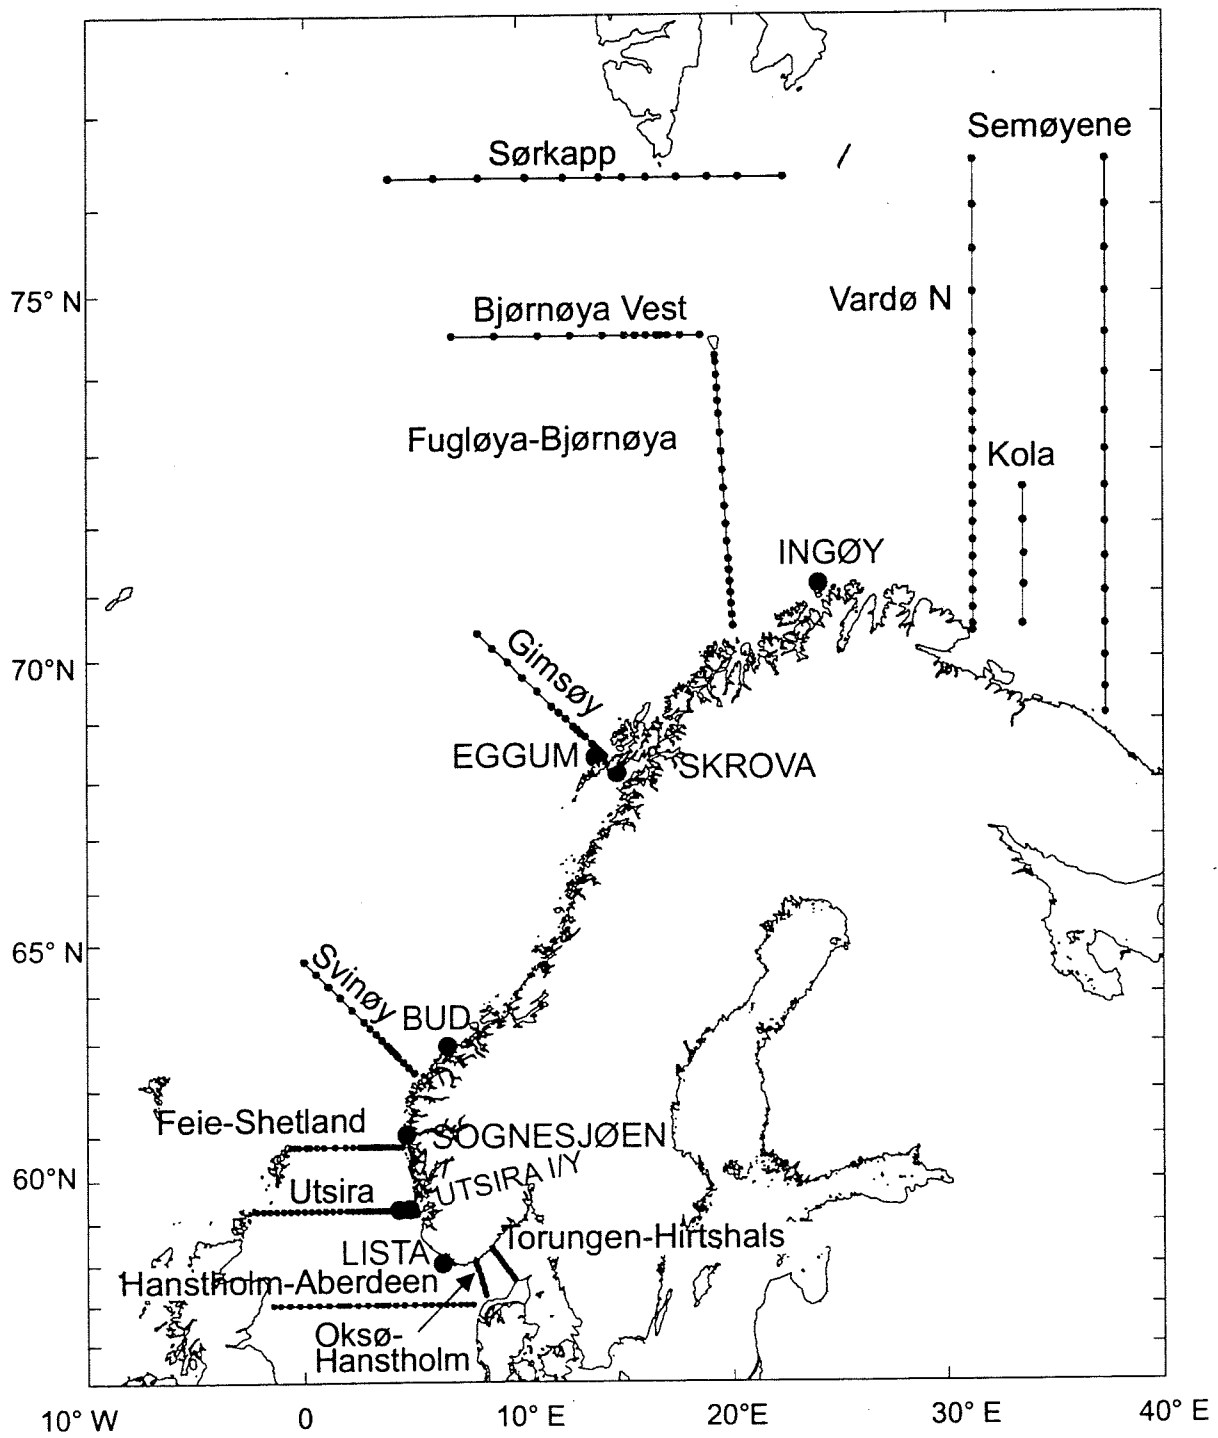 Semøyene
Sørkapp
75° N
Bjørnøya Vest
Vardø N
Fugløya-Bjørnøya
Kola
INGØY
Gimsøy
70°N
EGGUM
SKROVA
65° N
Svinøy
BUD
Feie-Shetland
SOGNESJØEN
60°N
Utsira
UTSIRA I/Y
Torungen-Hirtshals
LISTA
Hanstholm-Aberdeen
Oksø-
Hanstholm
10° W
0
10° E
20°E
30° E
40° E